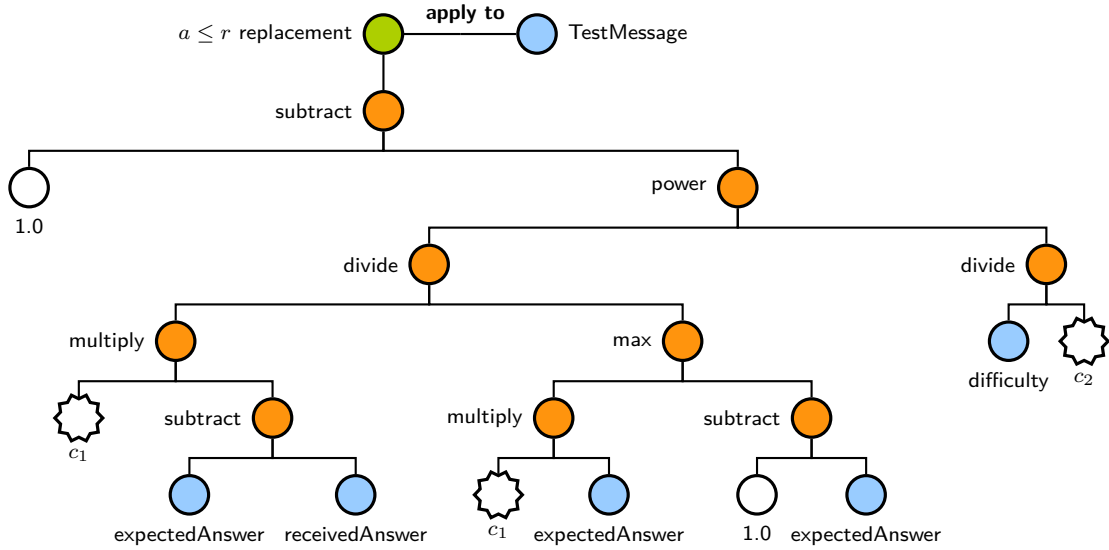 apply to
a ≤ r replacement
TestMessage
subtract
1.0
power
divide
divide
multiply
max
difficulty
c₂
c₁
subtract
multiply
subtract
expectedAnswer
receivedAnswer
c₁
expectedAnswer
1.0
expectedAnswer